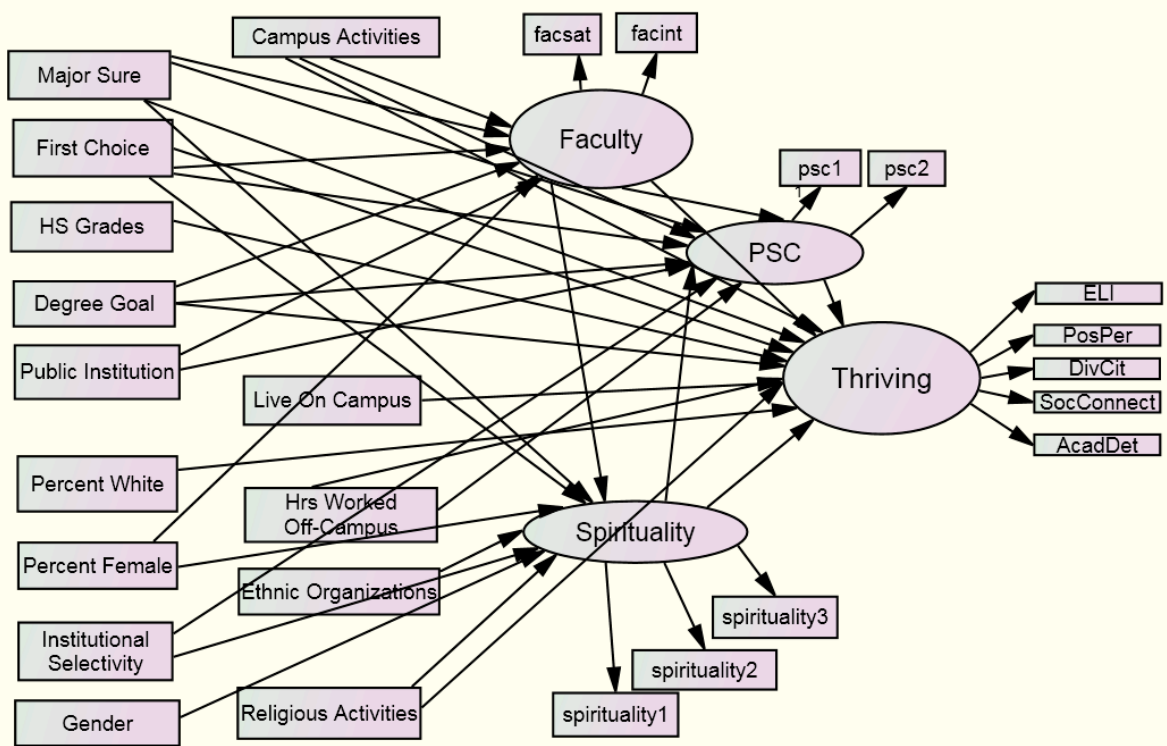 Campus Activities
facsat
facint
Major Sure
First Choice
Faculty
psc1
psc2
HS Grades
PSC
Degree Goal
ELI
Public Institution
PosPer
Thriving
DivCit
Live On Campus
SocConnect
AcadDet
Percent White
Hrs Worked
Off-Campus
Spirituality
Percent Female
Ethnic Organizations
spirituality3
Institutional
Selectivity
spirituality2
Religious Activities
spirituality1
Gender